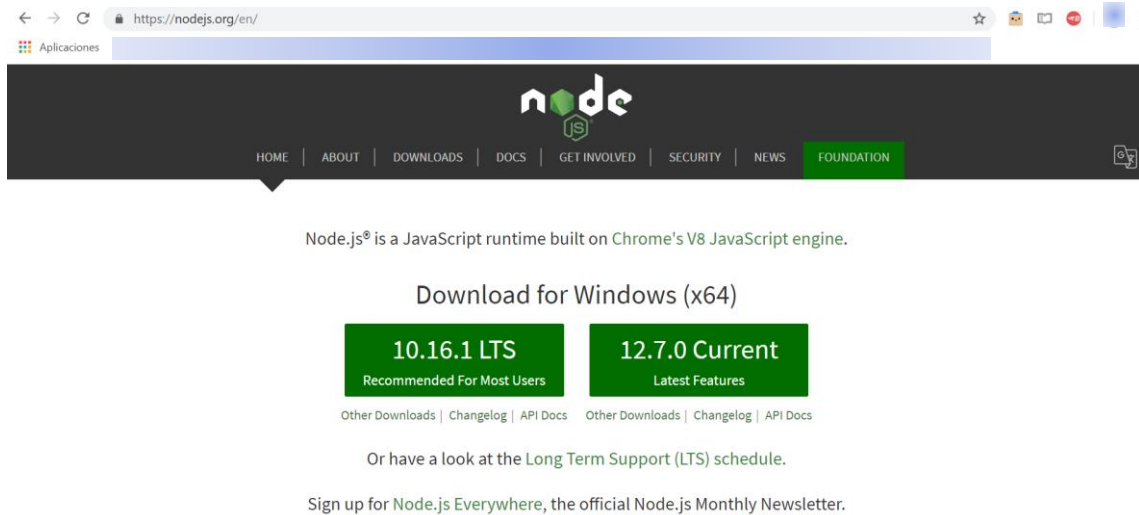 https://nodejs.org/en/
Aplicaciones
node
JS
HOME | ABOUT | DOWNLOADS | DOCS | GET INVOLVED | SECURITY | NEWS FOUNDATION
Node.js® is a JavaScript runtime built on Chrome's V8 JavaScript engine.
Download for Windows (x64)
10.16.1 LTS 12.7.0 Current
Recommended For Most Users Latest Features
Other Downloads | Changelog | API Docs Other Downloads | Changelog | API Docs
Or have a look at the Long Term Support (LTS) schedule.
Sign up for Node.js Everywhere, the official Node.js Monthly Newsletter.